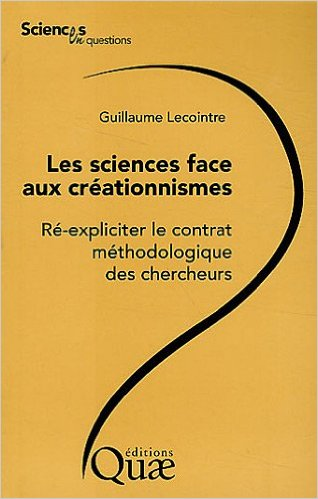 Sciences
en questions
Guillaume Lecointre
Les sciences face
aux créationnismes
Ré-expliciter le contrat
méthodologique
des chercheurs
éditions
Quæ